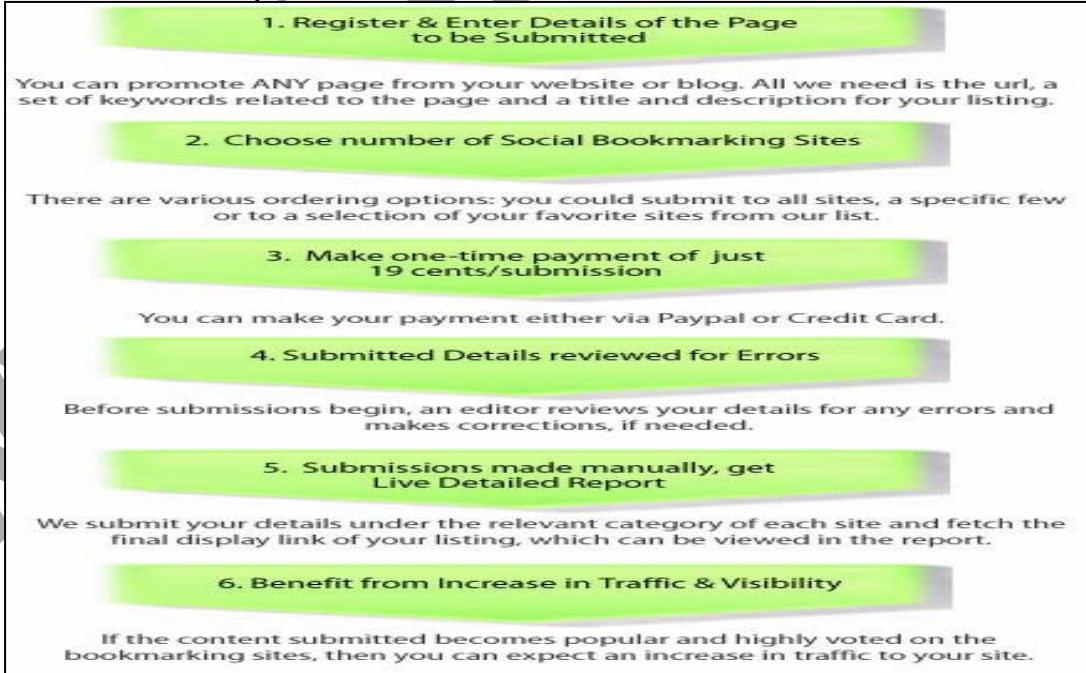 1. Register & Enter Details of the Page
to be Submitted
You can promote ANY page from your website or blog. All we need is the url, a
set of keywords related to the page and a title and description for your listing.
2. Choose number of Social Bookmarking Sites
There are various ordering options: you could submit to all sites, a specific few
or to a selection of your favorite sites from our list.
3. Make one-time payment of just
19 cents/submission
You can make your payment either via Paypal or Credit Card.
4. Submitted Details reviewed for Errors
Before submissions begin, an editor reviews your details for any errors and
makes corrections, if needed.
5. Submissions made manually, get
Live Detailed Report
We submit your details under the relevant category of each site and fetch the
final display link of your listing, which can be viewed in the report.
6. Benefit from Increase in Traffic & Visibility
If the content submitted becomes popular and highly voted on the
bookmarking sites, then you can expect an increase in traffic to your site.